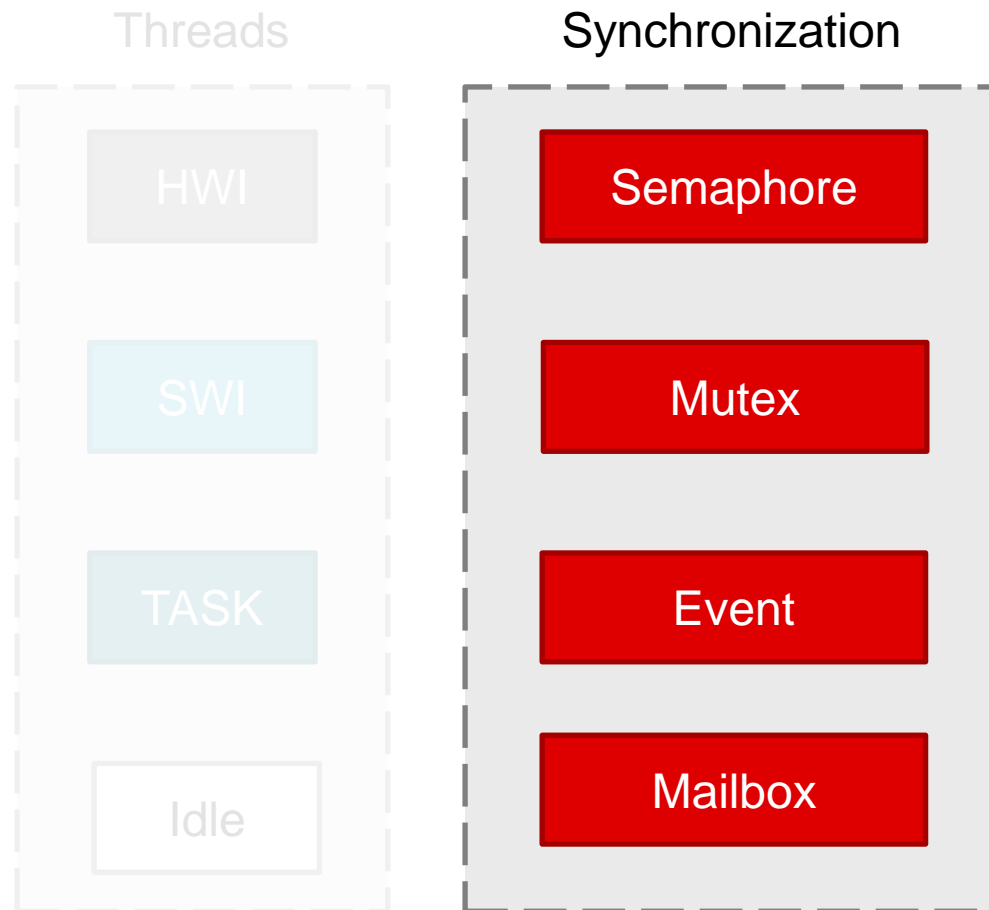 Threads
Synchronization
HWI
Semaphore
SWI
Mutex
TASK
Event
Idle
Mailbox